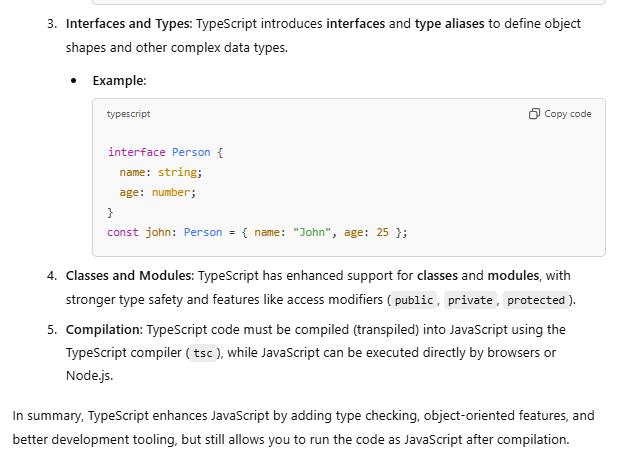 3. Interfaces and Types: TypeScript introduces interfaces and type aliases to define object
shapes and other complex data types.
• Example:
typescript Copy code
interface Person {
name: string;
age: number;
}
const john: Person = { name: "John", age: 25 };
4. Classes and Modules: TypeScript has enhanced support for classes and modules, with
stronger type safety and features like access modifiers ( public , private , protected ).
5. Compilation: TypeScript code must be compiled (transpiled) into JavaScript using the
TypeScript compiler ( tsc ), while JavaScript can be executed directly by browsers or
Node.js.
In summary, TypeScript enhances JavaScript by adding type checking, object-oriented features, and
better development tooling, but still allows you to run the code as JavaScript after compilation.